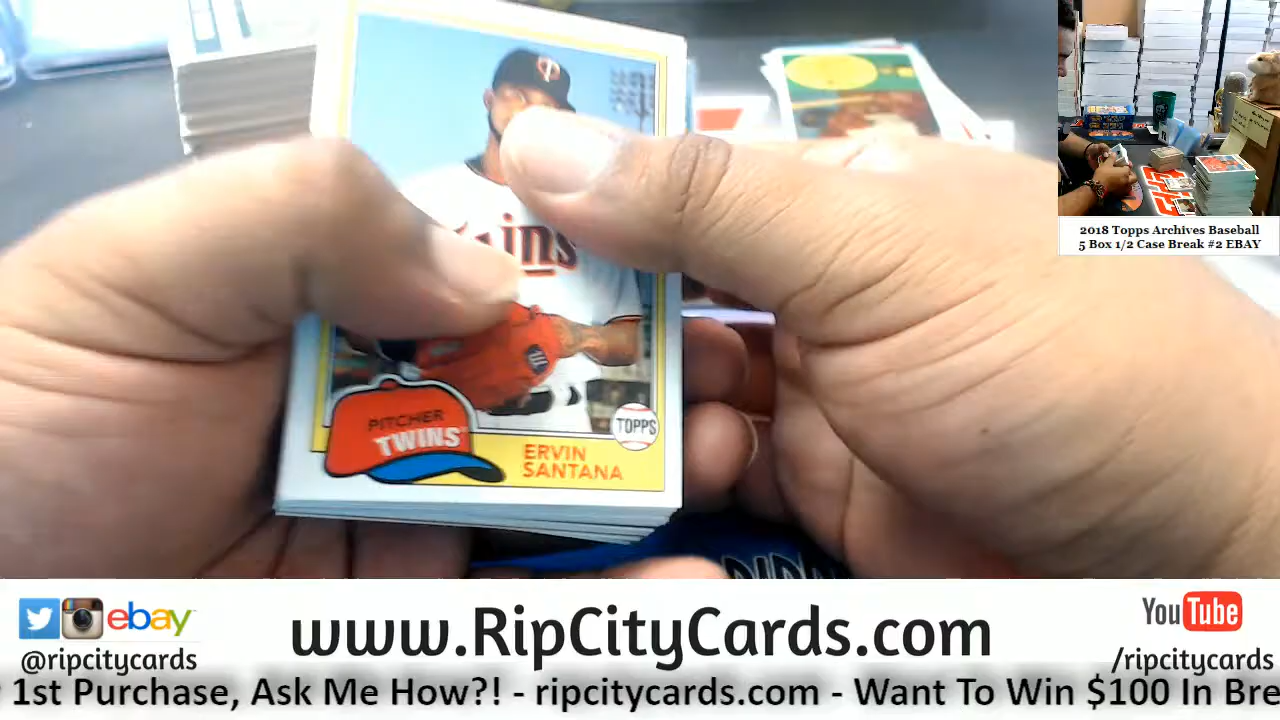 Twins
PITCHER
TWINS
TOPPS
ERVIN
SANTANA
2018 Topps Archives Baseball
5 Box 1/2 Case Break #2 EBAY
ebay
@ripcitycards
www.RipCityCards.com
YouTube
/ripcitycards
1st Purchase, Ask Me How?! - ripcitycards.com - Want To Win $100 In Bre